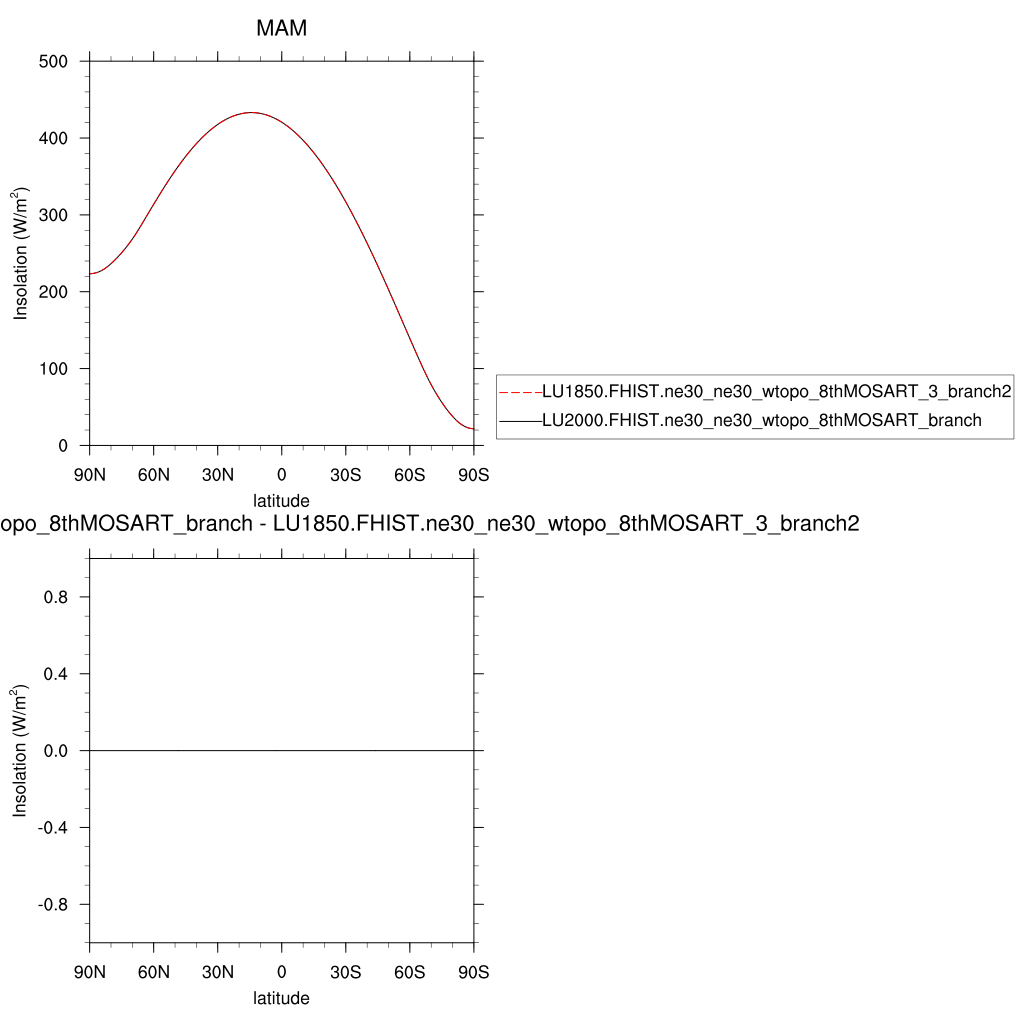 MAM
500
400
300
200
100
0
Insolation (W/m²)
90N 60N 30N 0 30S 60S 90S
latitude
LU1850.FHIST.ne30_ne30_wtopo_8thMOSART_3_branch2
LU2000.FHIST.ne30_ne30_wtopo_8thMOSART_branch
opo_8thMOSART_branch - LU1850.FHIST.ne30_ne30_wtopo_8thMOSART_3_branch2
0.8
0.4
0.0
-0.4
-0.8
Insolation (W/m²)
90N 60N 30N 0 30S 60S 90S
latitude